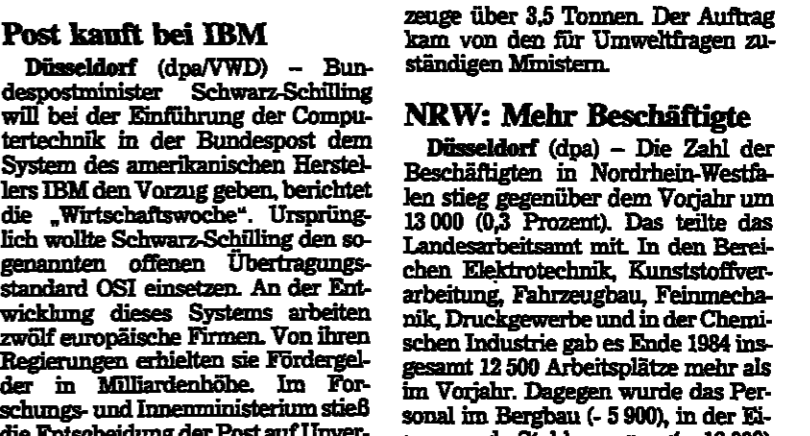 Post kauft bei IBM
Düsseldorf (dpa/VWD) – Bun-
despostminister Schwarz-Schilling
will bei der Einführung der Compu-
tertechnik in der Bundespost dem
System des amerikanischen Herstel-
lers IBM den Vorzug geben, berichtet
die „Wirtschaftswoche“. Ursprüng-
lich wollte Schwarz-Schilling den so-
genannten offenen Übertragungs-
standard OSI einsetzen. An der Ent-
wicklung dieses Systems arbeiten
zwölf europäische Firmen. Von ihren
Regierungen erhielten sie Fördergel-
der in Milliardenhöhe. Im For-
schungs- und Innenministerium stieß
die Entscheidung der Post auf Unver-
zeuge über 3,5 Tonnen. Der Auftrag
kam von den für Umweltfragen zu-
ständigen Ministern.
NRW: Mehr Beschäftigte
Düsseldorf (dpa) – Die Zahl der
Beschäftigten in Nordrhein-Westfa-
len stieg gegenüber dem Vorjahr um
13 000 (0,3 Prozent). Das teilte das
Landesarbeitsamt mit. In den Berei-
chen Elektrotechnik, Kunststoffver-
arbeitung, Fahrzeugbau, Feinmecha-
nik, Druckgewerbe und in der Chemi-
schen Industrie gab es Ende 1984 ins-
gesamt 12 500 Arbeitsplätze mehr als
im Vorjahr. Dagegen wurde das Per-
sonal im Bergbau (- 5 900), in der Ei-